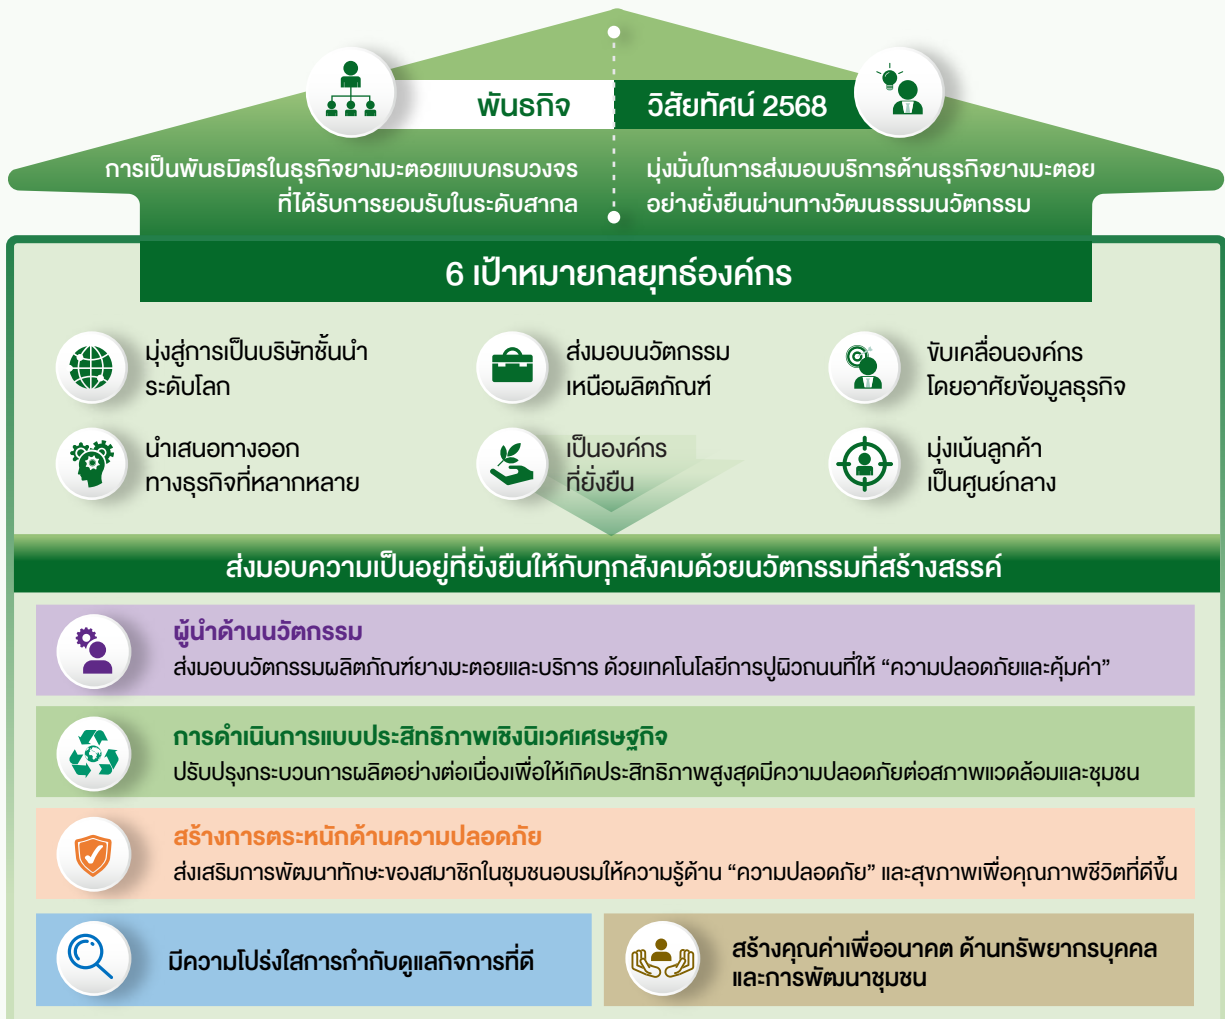 พันธกิจ
วิสัยทัศน์ 2568
การเป็นพันธมิตรในธุรกิจยางมะตอยแบบครบวงจร
ที่ได้รับการยอมรับในระดับสากล
มุ่งมั่นในการส่งมอบบริการด้านธุรกิจยางมะตอย
อย่างยั่งยืนผ่านทางวัฒนธรรมนวัตกรรม
6 เป้าหมายกลยุทธ์องค์กร
มุ่งสู่การเป็นบริษัทชั้นนำ
ระดับโลก
ส่งมอบนวัตกรรม
เหนือผลิตภัณฑ์
ขับเคลื่อนองค์กร
โดยอาศัยข้อมูลธุรกิจ
นำเสนอทางออก
ทางธุรกิจที่หลากหลาย
เป็นองค์กร
ที่ยั่งยืน
มุ่งเน้นลูกค้า
เป็นศูนย์กลาง
ส่งมอบความเป็นอยู่ที่ยั่งยืนให้กับทุกสังคมด้วยนวัตกรรมที่สร้างสรรค์
ผู้นำด้านนวัตกรรม
ส่งมอบนวัตกรรมผลิตภัณฑ์ยางมะตอยและบริการ ด้วยเทคโนโลยีการปูผิวถนนที่ให้ “ความปลอดภัยและคุ้มค่า”
การดำเนินการแบบประสิทธิภาพเชิงนิเวศเศรษฐกิจ
ปรับปรุงกระบวนการผลิตอย่างต่อเนื่องเพื่อให้เกิดประสิทธิภาพสูงสุดมีความปลอดภัยต่อสภาพแวดล้อมและชุมชน
สร้างการตระหนักด้านความปลอดภัย
ส่งเสริมการพัฒนาทักษะของสมาชิกในชุมชนอบรมให้ความรู้ด้าน “ความปลอดภัย” และสุขภาพเพื่อคุณภาพชีวิตที่ดีขึ้น
มีความโปร่งใสการกำกับดูแลกิจการที่ดี
สร้างคุณค่าเพื่ออนาคต ด้านทรัพยากรบุคคล
และการพัฒนาชุมชน